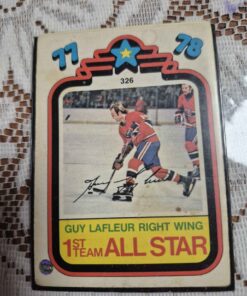 77 78
326
GUY LAFLEUR RIGHT WING
1ST TEAM ALL STAR